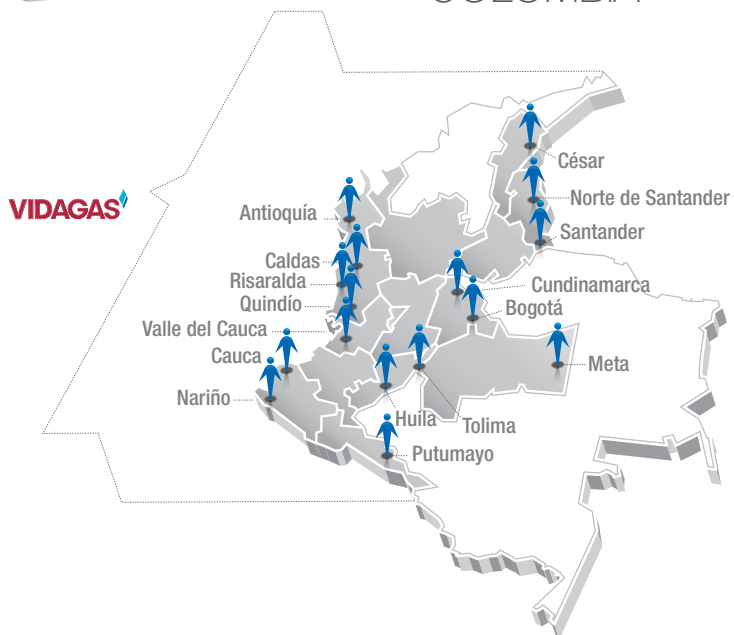 COLOMBIA
César
Norte de Santander
Santander
VIDAGAS
Antioquía
Caldas
Risaralda
Quindío
Valle del Cauca
Cauca
Nariño
Cundinamarca
Bogotá
Meta
Huila
Tolima
Putumayo